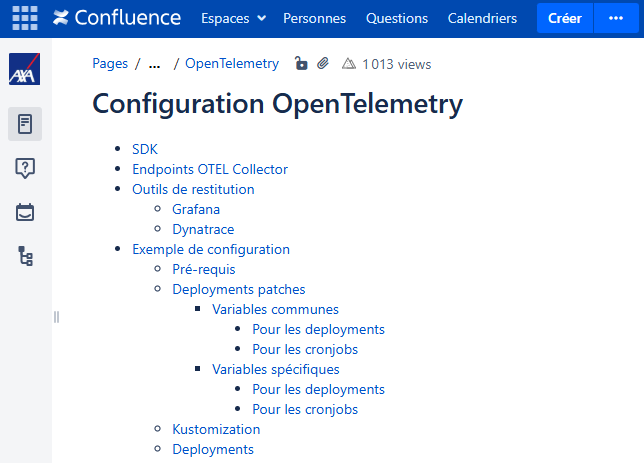 Confluence Espaces Personnes Questions Calendriers Créer ...
AXA
Pages / ... / OpenTelemetry 1 013 views
Configuration OpenTelemetry
SDK
Endpoints OTEL Collector
Outils de restitution
Grafana
Dynatrace
Exemple de configuration
Pré-requis
Deployments patches
Variables communes
Pour les deployments
Pour les cronjobs
Variables spécifiques
Pour les deployments
Pour les cronjobs
Kustomization
Deployments